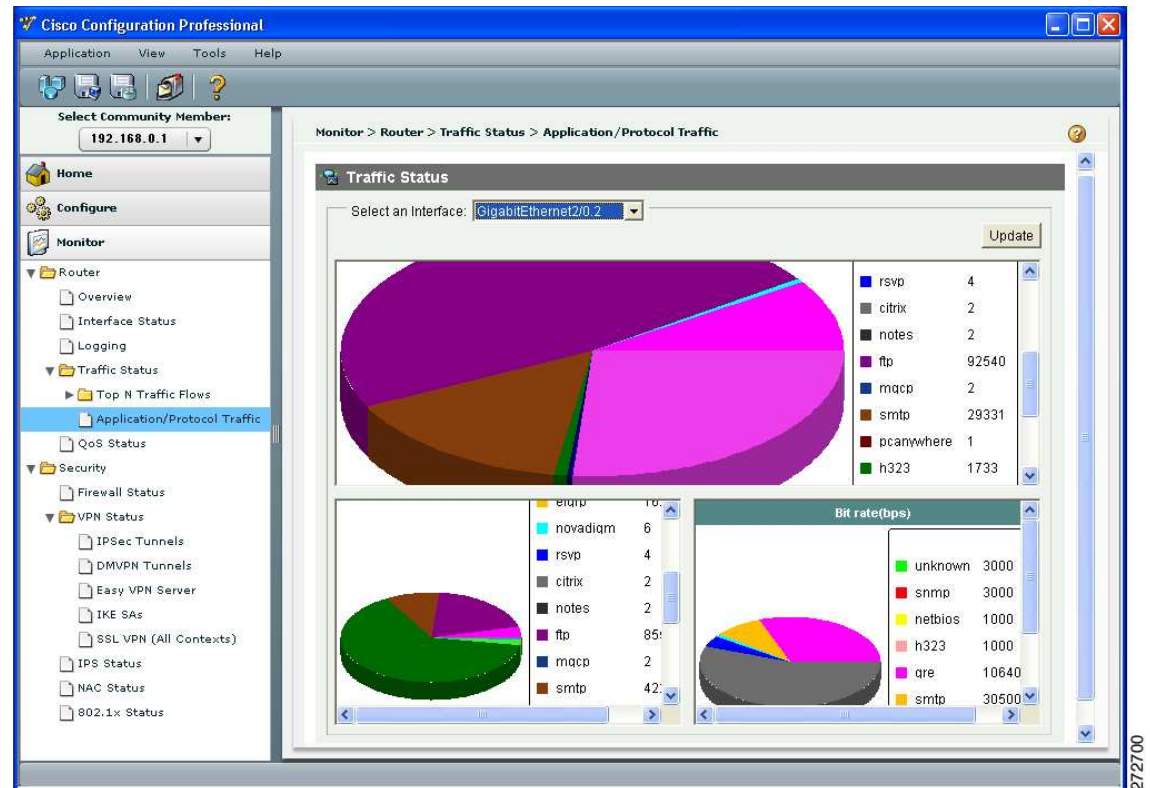 Cisco Configuration Professional
Application View Tools Help
Select Community Member:
192.168.0.1
Home
Configure
Monitor
Router
Overview
Interface Status
Logging
Traffic Status
Top N Traffic Flows
Application/Protocol Traffic
QoS Status
Security
Firewall Status
VPN Status
IPSec Tunnels
DMVPN Tunnels
Easy VPN Server
IKE SAs
SSL VPN (All Contexts)
IPS Status
NAC Status
802.1x Status
Monitor > Router > Traffic Status > Application/Protocol Traffic
Traffic Status
Select an Interface: GigabitEthernet2/0.2
Update
rsvp 4
citrix 2
notes 2
ftp 92540
mgcp 2
smtp 29331
pcanywhere 1
h323 1733
novadigm 6
rsvp 4
citrix 2
notes 2
ftp
mgcp 2
smtp
Bit rate(bps)
unknown 3000
snmp 3000
netbios 1000
h323 1000
gre 10640
smtp 30500
272700